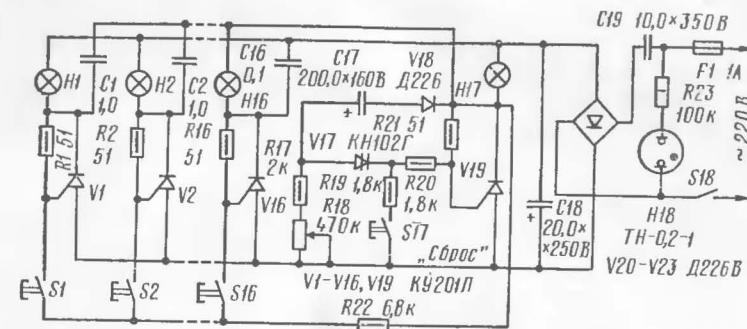 C19 10,0×350В
C16
0,1
C17
200,0×160В
V18
Д226
H17
F1 1А
R23
100к
≈220В
H1
C1
1,0
H2
C2
1,0
H16
R1 51
R2
51
R16
51
R17
2к
V17
КН102Г
R21 51
R19
1,8к
R20
1,8к
V19
V1
V2
V16
R18
470к
S17
C18
20,0×
×250В
S18
H18
ТН-0,2-1
„Сброс"
V1-V16,V19 КУ201Л
V20-V23 Д226В
S1
S2
S16
R22 6,8к